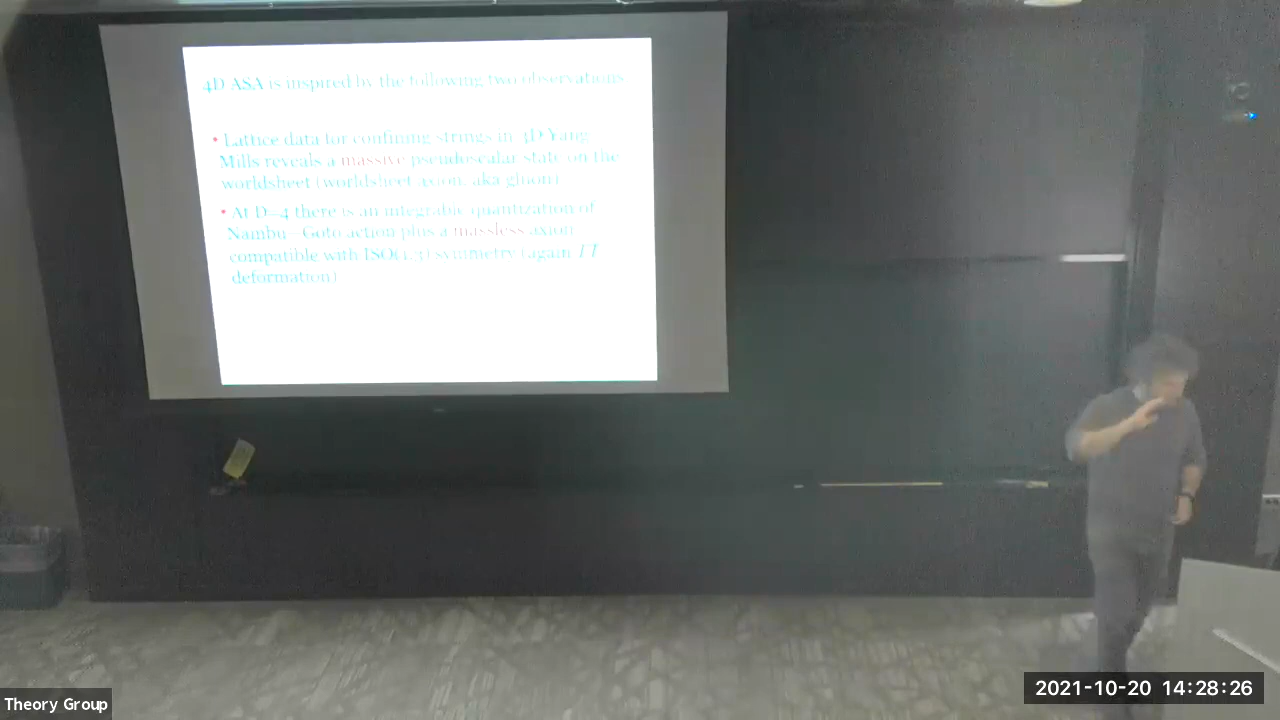 4D ASA is inspired by the following two observations
• Lattice data for confining strings in 4D Yang
Mills reveals a massive pseudoscalar state on the
worldsheet (worldsheet axion, aka gluon)
• At D=4 there is an integrable quantization of
Nambu—Goto action plus a massless axion
compatible with ISO(1,3) symmetry (again
deformation)
Theory Group
2021-10-20 14:28:26